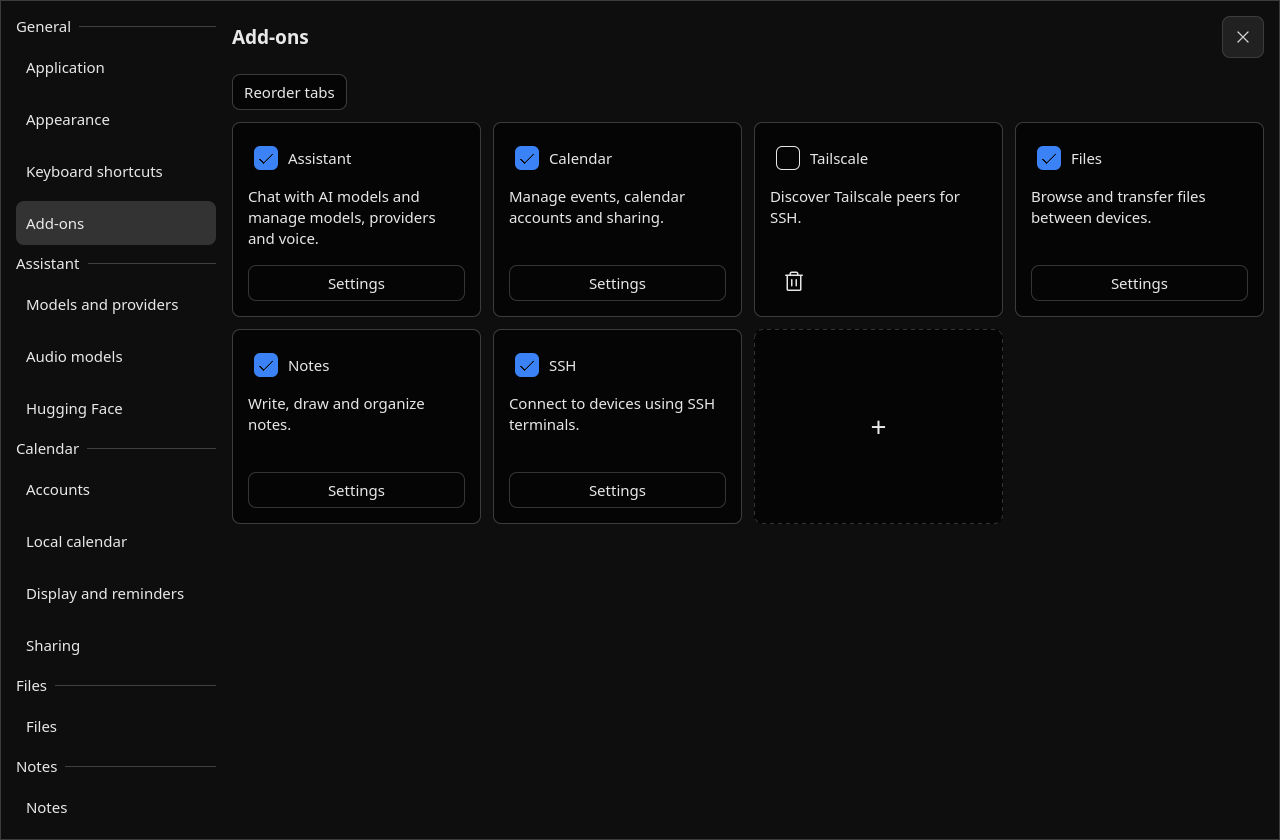 General
Application
Appearance
Keyboard shortcuts
Add-ons
Assistant
Models and providers
Audio models
Hugging Face
Calendar
Accounts
Local calendar
Display and reminders
Sharing
Files
Files
Notes
Notes
Add-ons
Reorder tabs
Assistant
Chat with AI models and
manage models, providers
and voice.
Settings
Calendar
Manage events, calendar
accounts and sharing.
Settings
Tailscale
Discover Tailscale peers for
SSH.
Files
Browse and transfer files
between devices.
Settings
Notes
Write, draw and organize
notes.
Settings
SSH
Connect to devices using SSH
terminals.
Settings
+